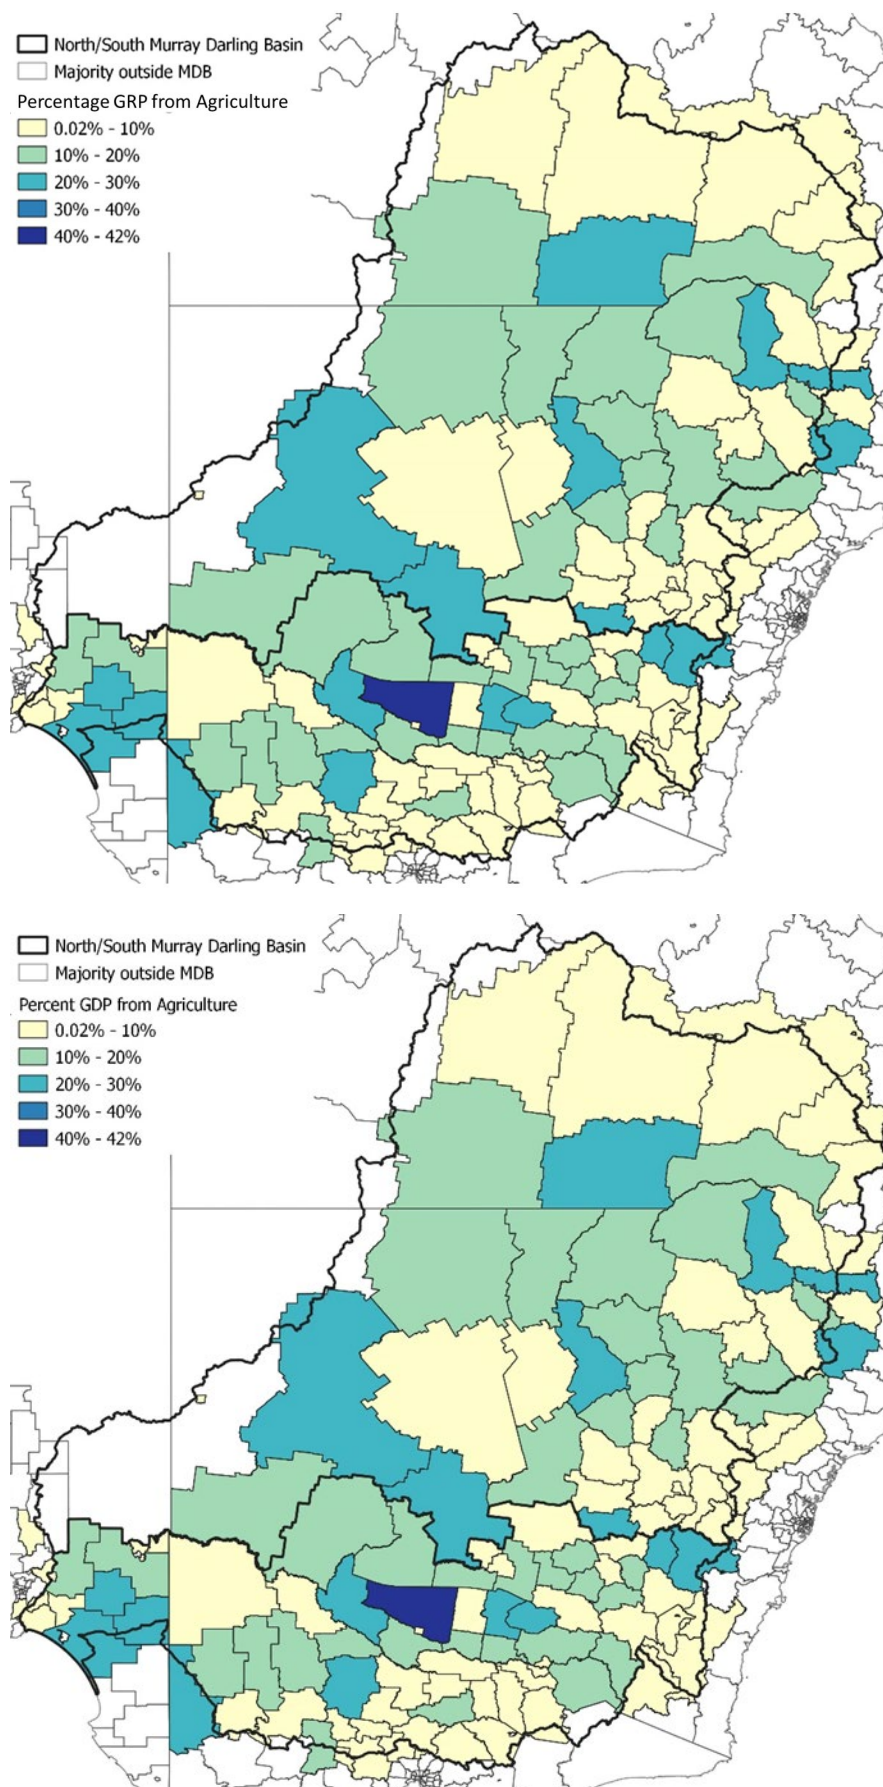 North/South Murray Darling Basin
Majority outside MDB
Percentage GRP from Agriculture
0.02% - 10%
10% - 20%
20% - 30%
30% - 40%
40% - 42%
North/South Murray Darling Basin
Majority outside MDB
Percent GDP from Agriculture
0.02% - 10%
10% - 20%
20% - 30%
30% - 40%
40% - 42%